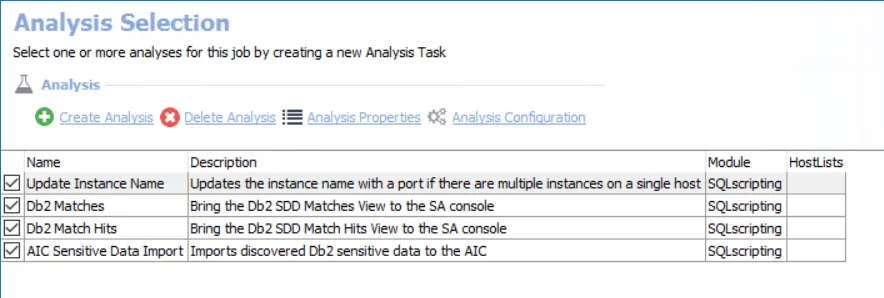 Analysis Selection
Select one or more analyses for this job by creating a new Analysis Task
Analysis
Create Analysis Delete Analysis Analysis Properties Analysis Configuration
Name Description Module HostLists
Update Instance Name Updates the instance name with a port if there are multiple instances on a single host SQLscripting
Db2 Matches Bring the Db2 SDD Matches View to the SA console SQLscripting
Db2 Match Hits Bring the Db2 SDD Match Hits View to the SA console SQLscripting
AIC Sensitive Data Import Imports discovered Db2 sensitive data to the AIC SQLscripting